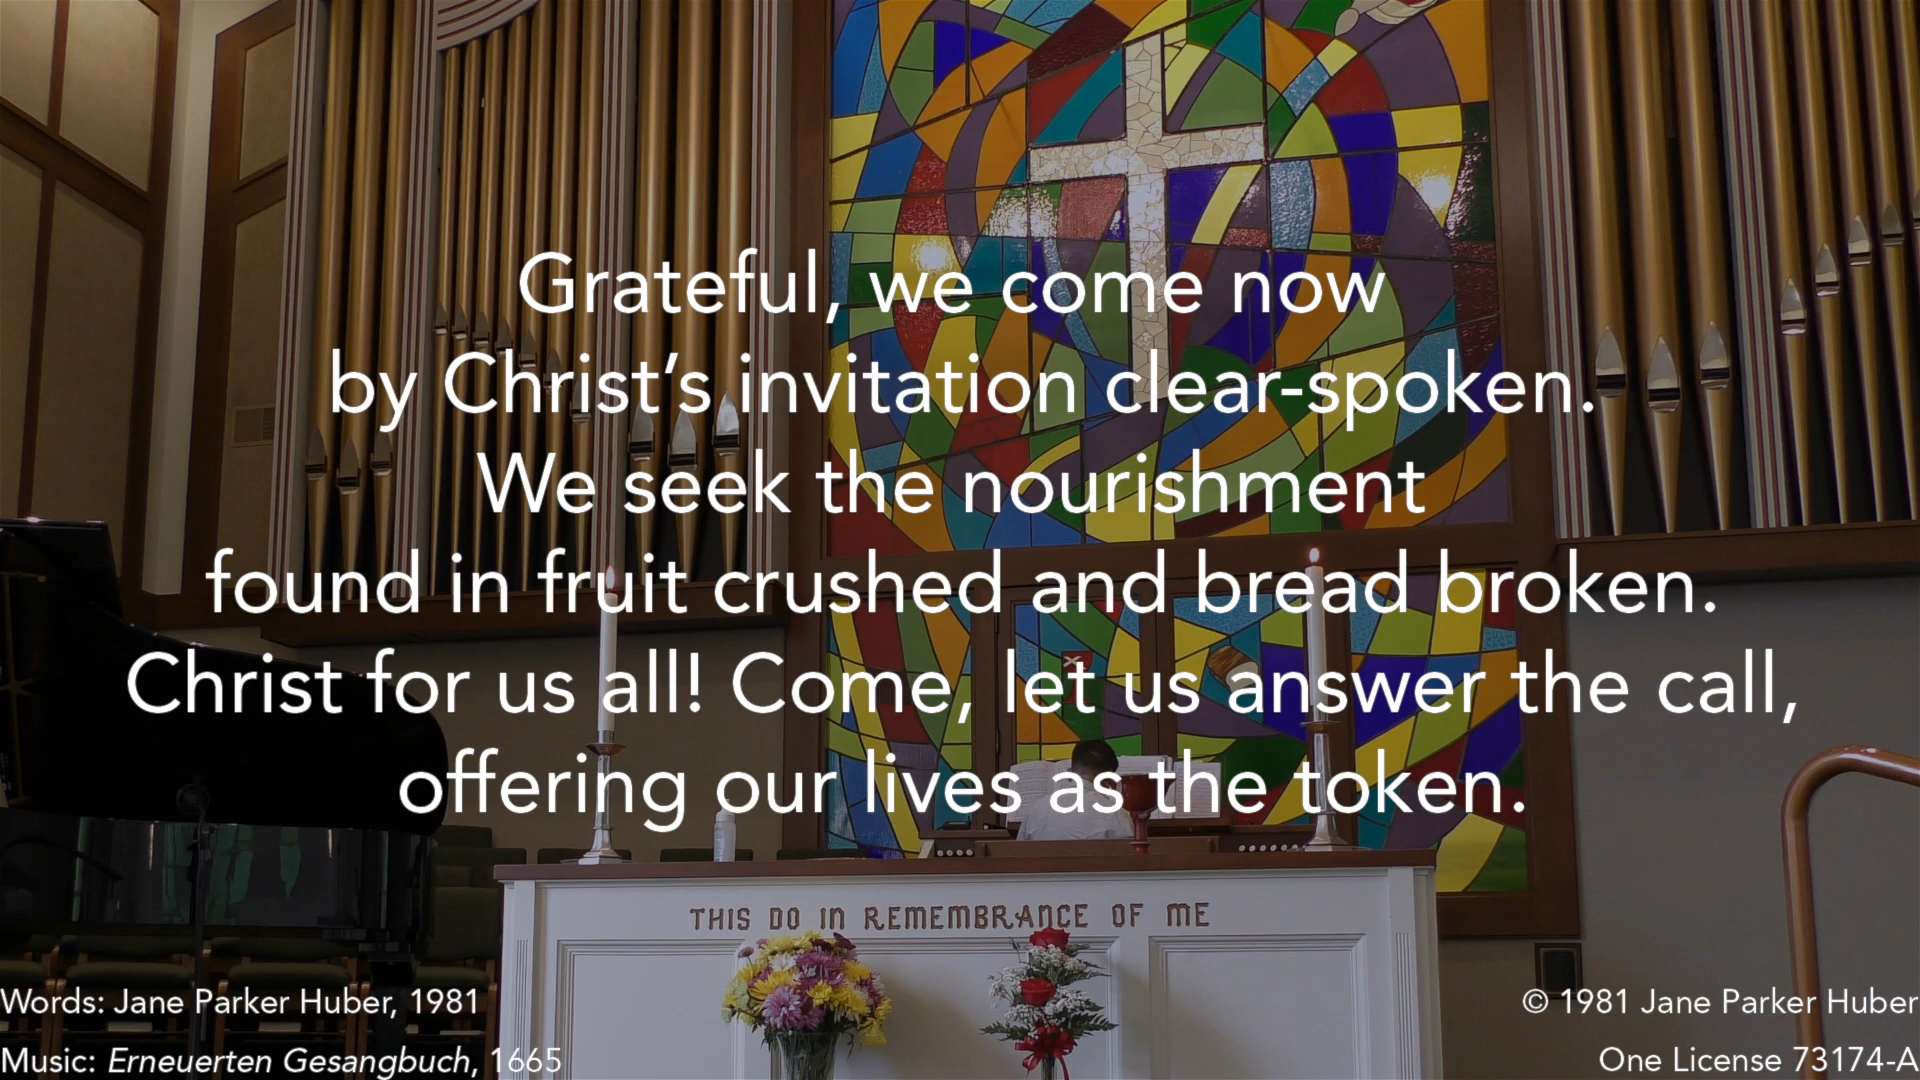 Grateful, we come now
by Christ’s invitation clear-spoken.
We seek the nourishment
found in fruit crushed and bread broken.
Christ for us all! Come, let us answer the call,
offering our lives as the token.
THIS DO IN REMEMBRANCE OF ME
Words: Jane Parker Huber, 1981
Music: Erneuerten Gesangbuch, 1665
© 1981 Jane Parker Huber
One License 73174-A